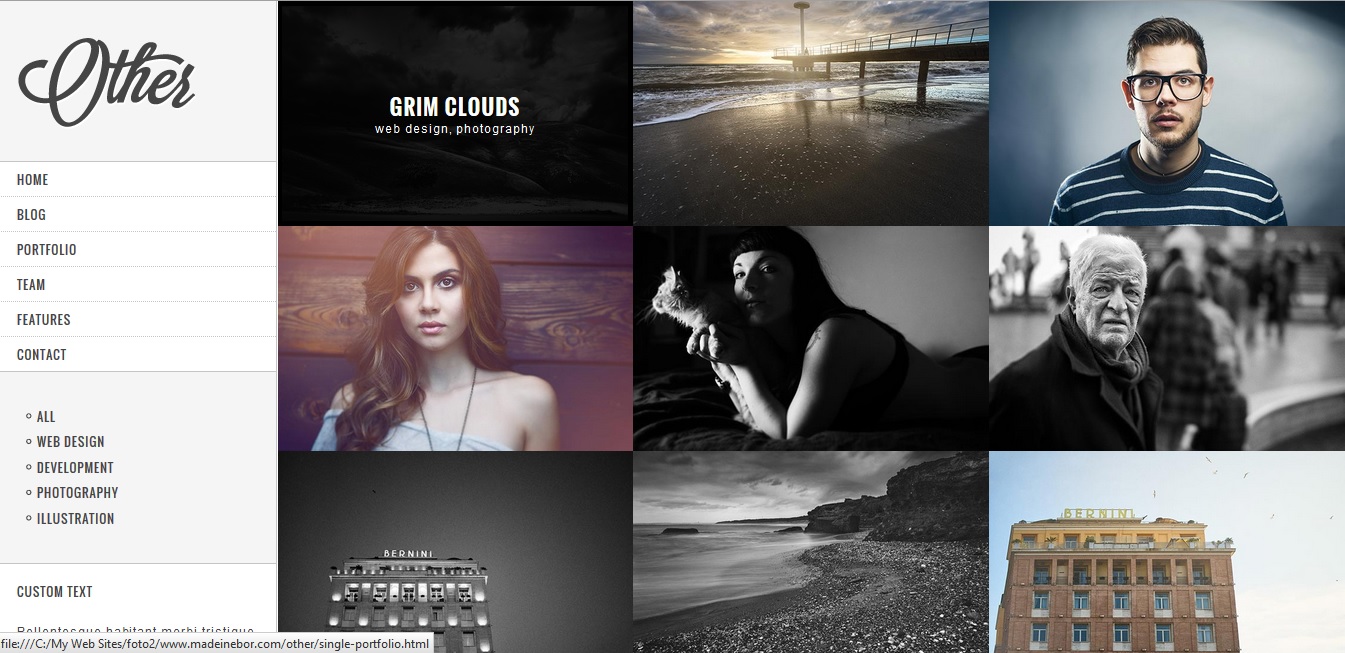 Other
HOME
BLOG
PORTFOLIO
TEAM
FEATURES
CONTACT
ALL
WEB DESIGN
DEVELOPMENT
PHOTOGRAPHY
ILLUSTRATION
CUSTOM TEXT
Pellentesque habitant morbi tristique
file:///C:/My Web Sites/foto2/www.madeinebor.com/other/single-portfolio.html
GRIM CLOUDS
web design, photography
BERNINI
BERNINI